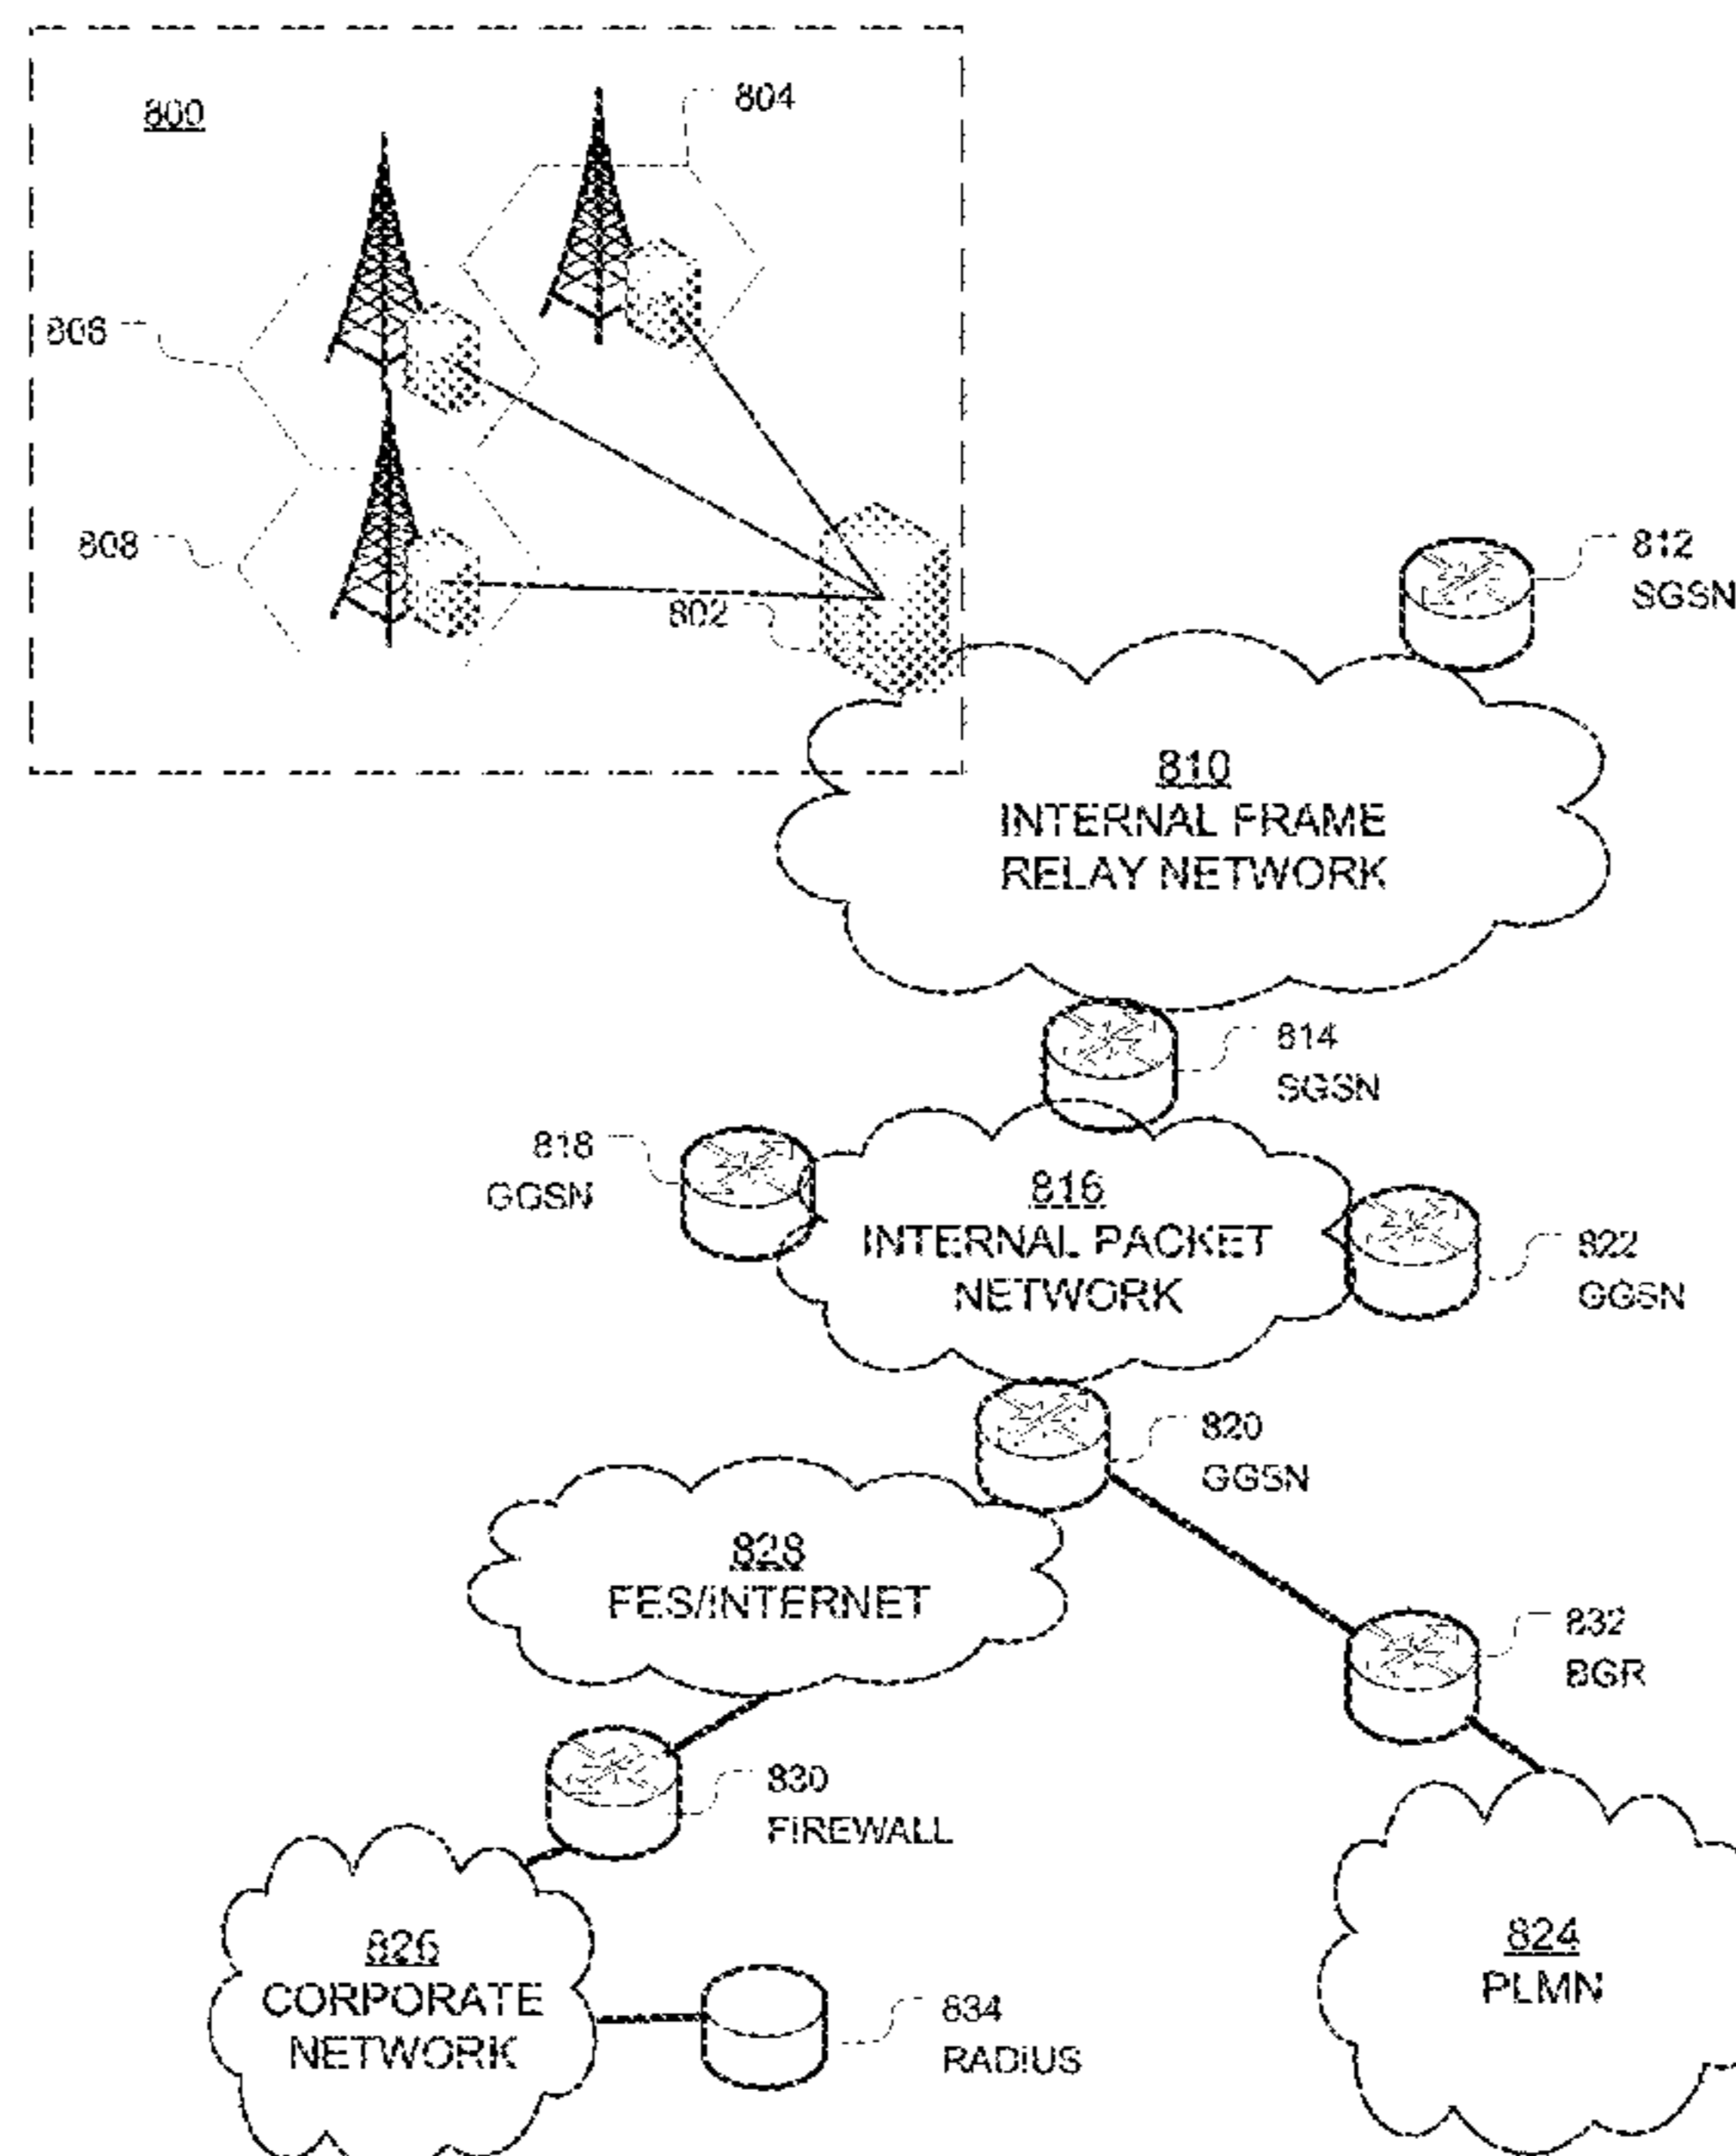 800
804
806
808
802
812
SGSN
810
INTERNAL FRAME
RELAY NETWORK
814
SGSN
818
GGSN
816
INTERNAL PACKET
NETWORK
822
GGSN
820
GGSN
828
FES/INTERNET
832
BGR
830
FIREWALL
826
CORPORATE
NETWORK
824
PLMN
834
RADIUS